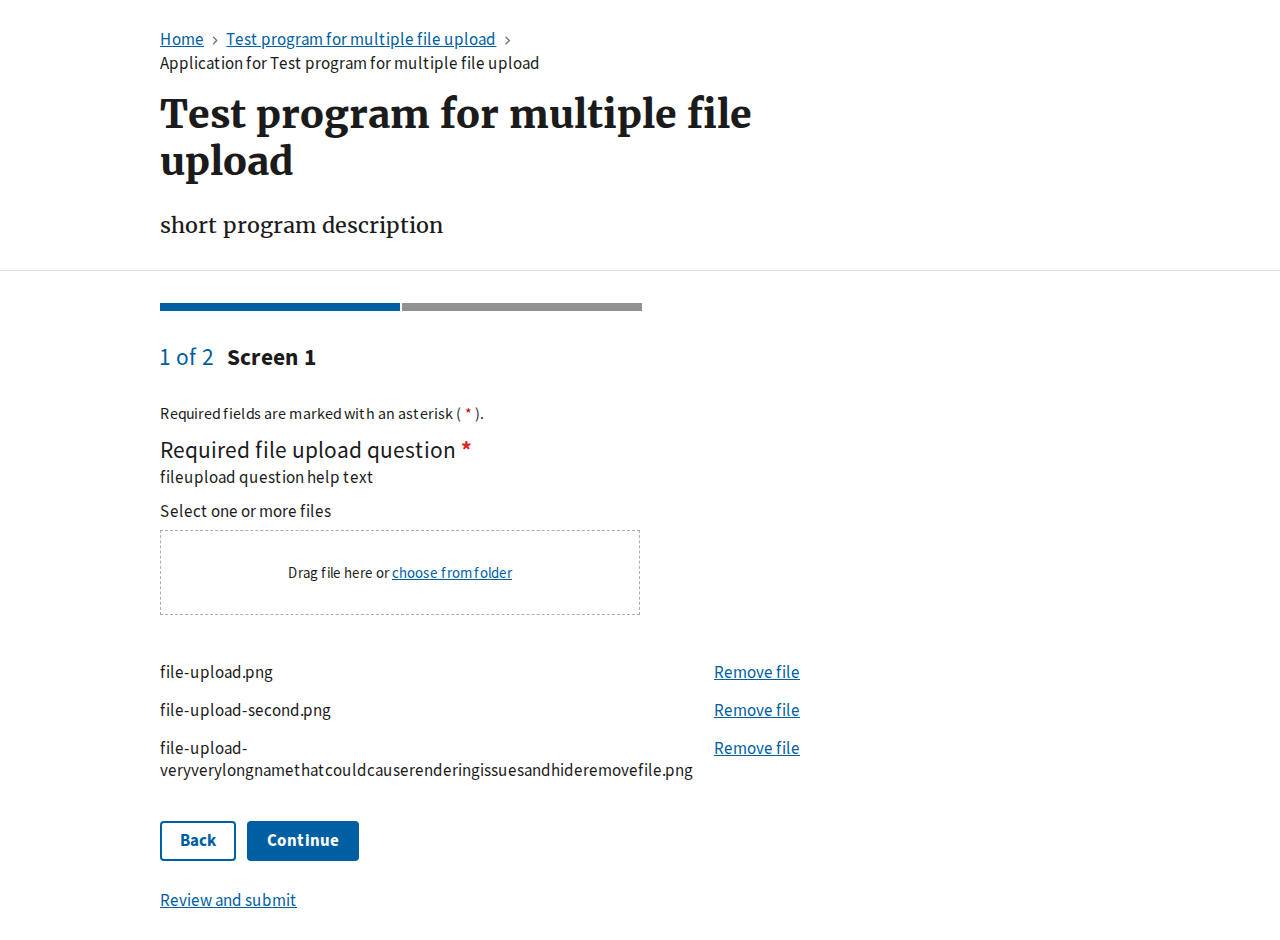 Home > Test program for multiple file upload >
Application for Test program for multiple file upload
Test program for multiple file
upload
short program description
1 of 2 Screen 1
Required fields are marked with an asterisk ( * ).
Required file upload question *
fileupload question help text
Select one or more files
Drag file here or choose from folder
file-upload.png Remove file
file-upload-second.png Remove file
file-upload- Remove file
veryverylongnamethatcouldcauserenderingissuesandhideremovefile.png
Back Continue
Review and submit